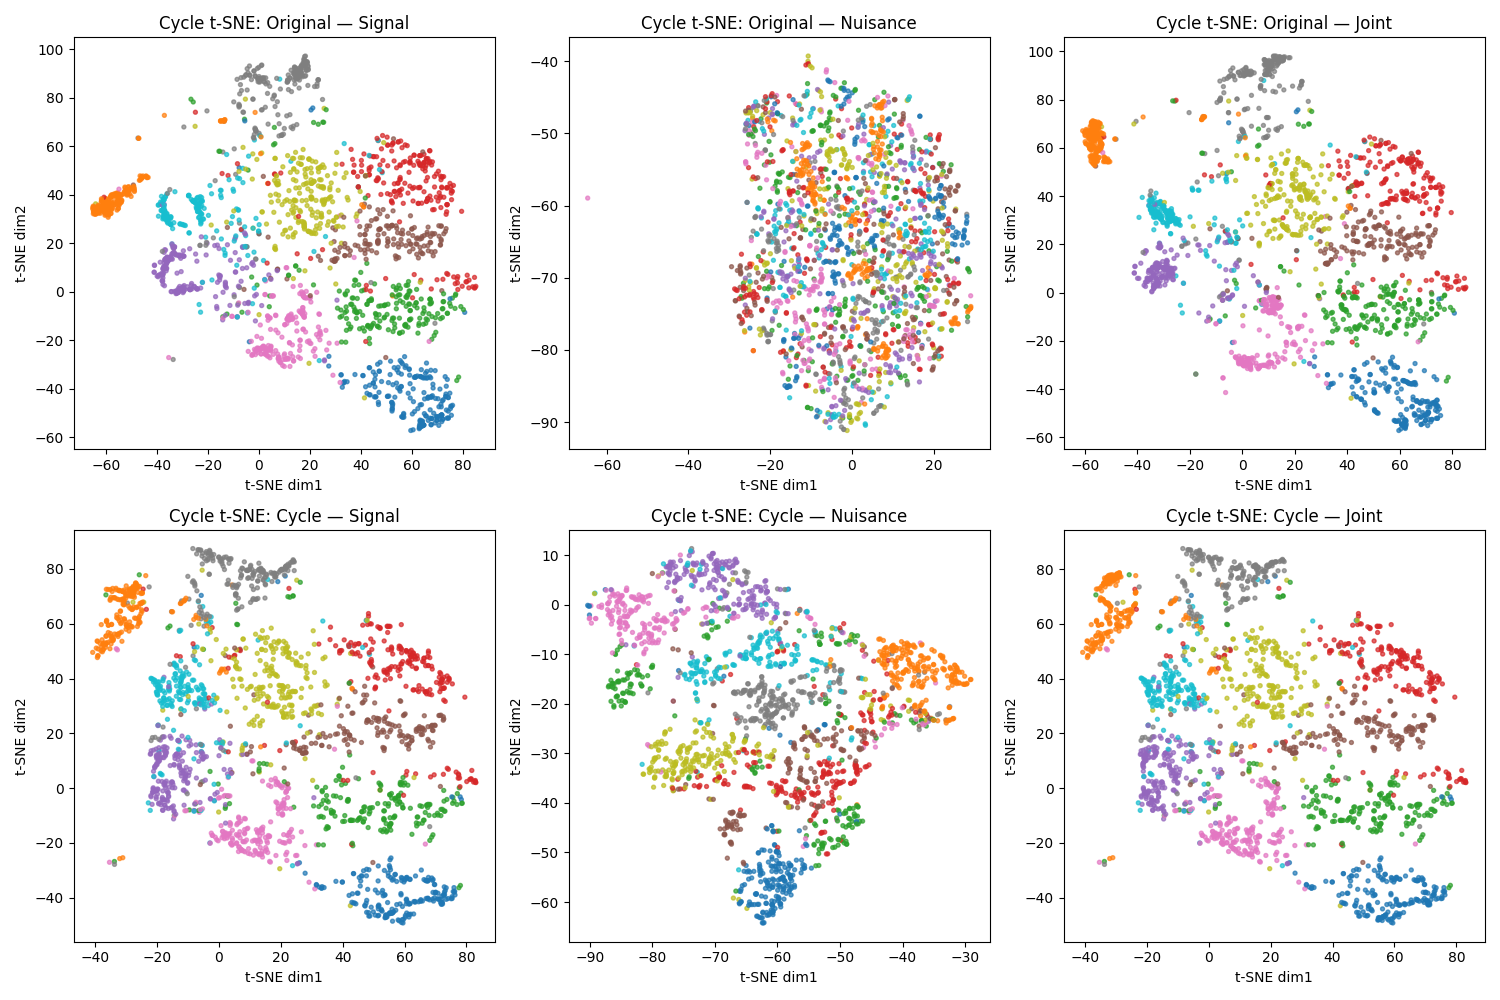 Cycle t-SNE: Original — Signal
100
80
60
40
20
0
−20
−40
−60
t-SNE dim2
−60 −40 −20 0 20 40 60 80
t-SNE dim1
Cycle t-SNE: Original — Nuisance
−40
−50
−60
−70
−80
−90
t-SNE dim2
−60 −40 −20 0 20
t-SNE dim1
Cycle t-SNE: Original — Joint
100
80
60
40
20
0
−20
−40
−60
t-SNE dim2
−60 −40 −20 0 20 40 60 80
t-SNE dim1
Cycle t-SNE: Cycle — Signal
80
60
40
20
0
−20
−40
t-SNE dim2
−40 −20 0 20 40 60 80
t-SNE dim1
Cycle t-SNE: Cycle — Nuisance
10
0
−10
−20
−30
−40
−50
−60
t-SNE dim2
−90 −80 −70 −60 −50 −40 −30
t-SNE dim1
Cycle t-SNE: Cycle — Joint
80
60
40
20
0
−20
−40
t-SNE dim2
−40 −20 0 20 40 60 80
t-SNE dim1